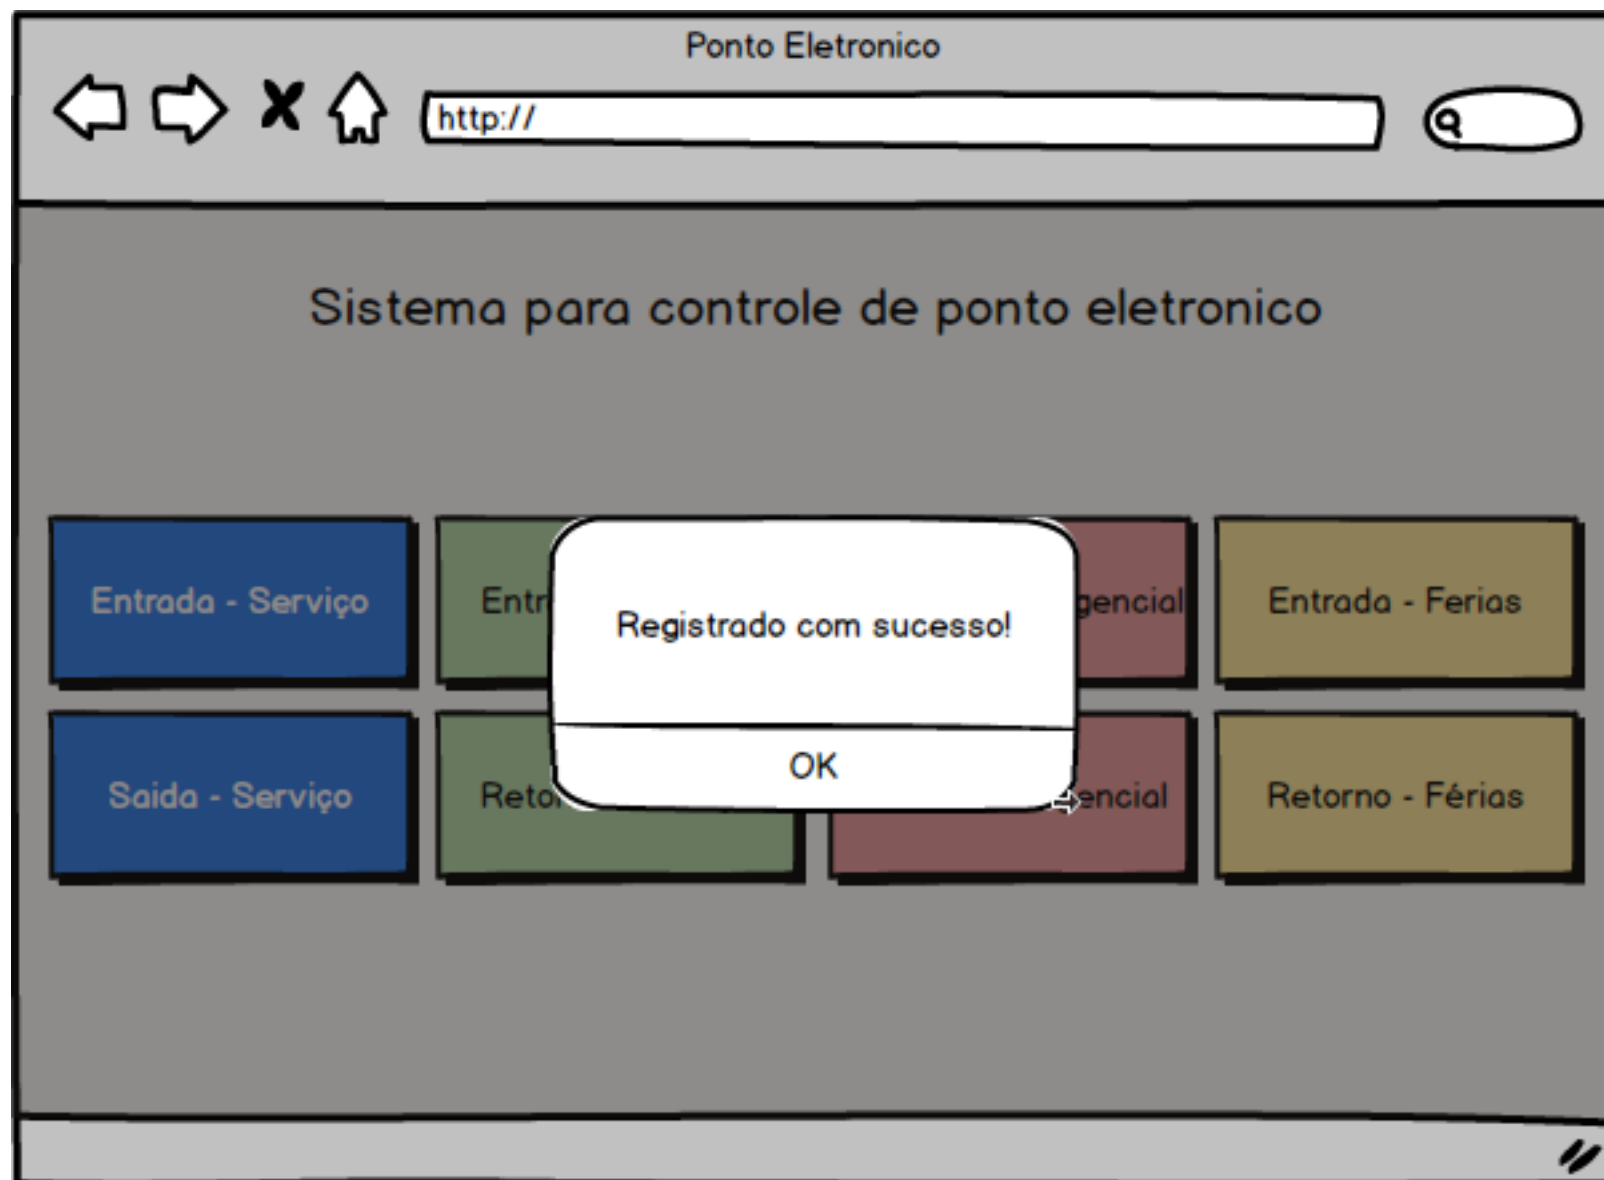 Ponto Eletronico
http://
Sistema para controle de ponto eletronico
Entrada - Serviço
Entrada - Ferias
Registrado com sucesso!
OK
Saida - Serviço
Retorno - Férias